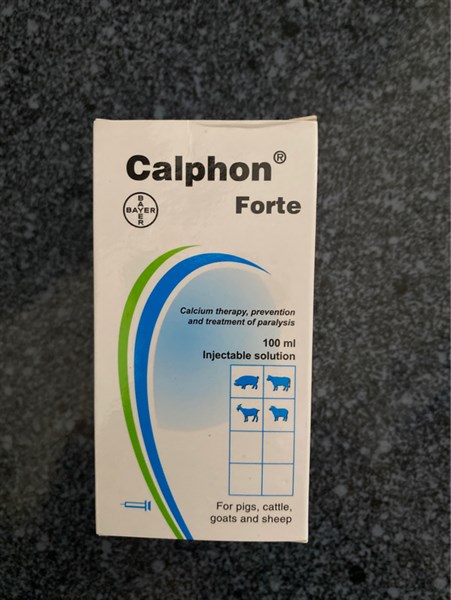 Calphon®
Forte
BAYER
BAYER
Calcium therapy, prevention
and treatment of paralysis
100 ml
Injectable solution
For pigs, cattle,
goats and sheep